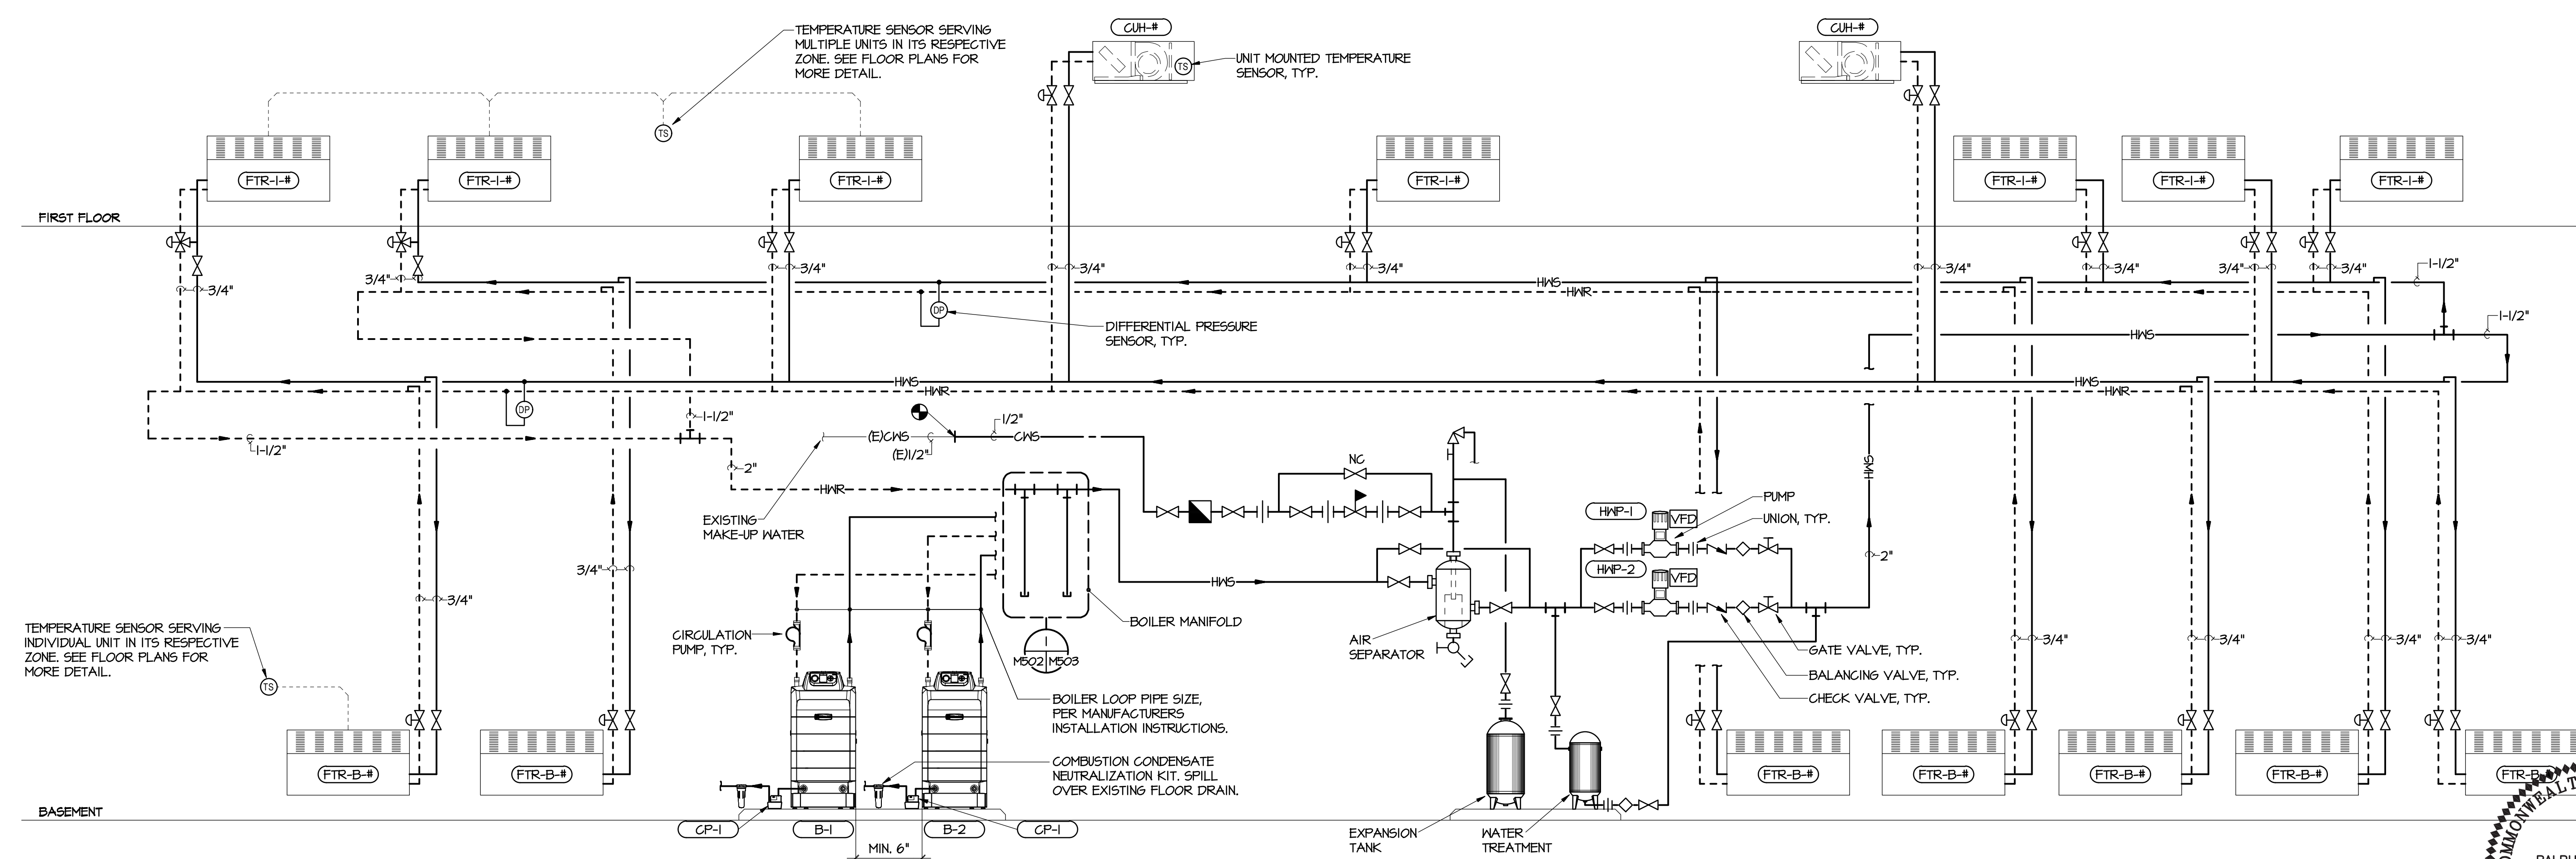 CUH-#
CUH-#
TEMPERATURE SENSOR SERVING
MULTIPLE UNITS IN ITS RESPECTIVE
ZONE. SEE FLOOR PLANS FOR
MORE DETAIL.
UNIT MOUNTED TEMPERATURE
SENSOR, TYP.
TS
TS
FTR-1-#
FTR-1-#
FTR-1-#
FTR-1-#
FTR-1-#
FTR-1-#
FTR-1-#
FIRST FLOOR
3/4"
3/4"
3/4"
3/4"
3/4"
3/4"
3/4"
3/4"
3/4"
1-1/2"
HWS
HWR
DP
DIFFERENTIAL PRESSURE
SENSOR, TYP.
1-1/2"
HWS
HWS
HWR
HWS
HWR
DP
1-1/2"
1-1/2"
(E)CWS
(E)1/2"
1/2"
CWS
2"
HWR
NC
EXISTING
MAKE-UP WATER
HWS
HWP-1
VFD
PUMP
UNION, TYP.
HWP-2
VFD
2"
3/4"
3/4"
HWS
BOILER MANIFOLD
TEMPERATURE SENSOR SERVING
INDIVIDUAL UNIT IN ITS RESPECTIVE
ZONE. SEE FLOOR PLANS FOR
MORE DETAIL.
TS
CIRCULATION
PUMP, TYP.
M502
M503
AIR
SEPARATOR
GATE VALVE, TYP.
BALANCING VALVE, TYP.
CHECK VALVE, TYP.
3/4"
3/4"
3/4"
3/4"
BOILER LOOP PIPE SIZE,
PER MANUFACTURERS
INSTALLATION INSTRUCTIONS.
COMBUSTION CONDENSATE
NEUTRALIZATION KIT. SPILL
OVER EXISTING FLOOR DRAIN.
FTR-B-#
FTR-B-#
FTR-B-#
FTR-B-#
FTR-B-#
FTR-B-#
FTR-B-#
BASEMENT
CP-1
B-1
B-2
CP-1
MIN. 6"
EXPANSION
TANK
WATER
TREATMENT